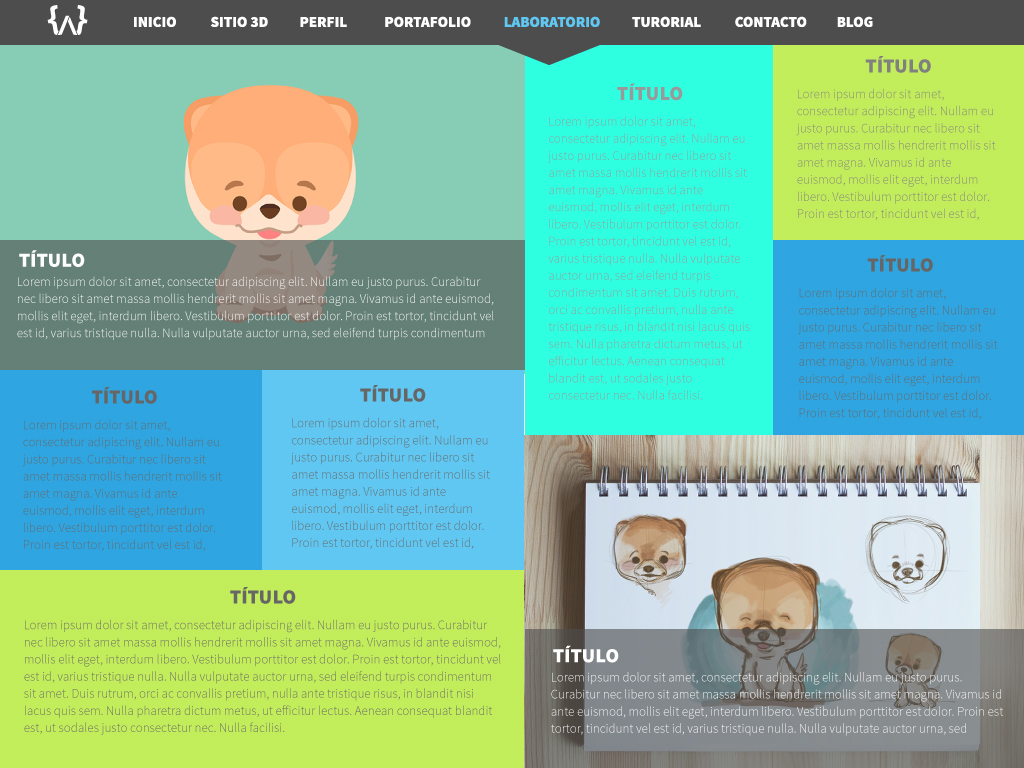 {W}
INICIO SITIO 3D PERFIL PORTAFOLIO LABORATORIO TURORIAL CONTACTO BLOG
TÍTULO
Lorem ipsum dolor sit amet, consectetur adipiscing elit. Nullam eu justo purus. Curabitur
nec libero sit amet massa mollis hendrerit mollis sit amet magna. Vivamus id ante euismod,
mollis elit eget, interdum libero. Vestibulum porttitor est dolor. Proin est tortor, tincidunt vel
est id, varius tristique nulla. Nulla vulputate auctor urna, sed eleifend turpis condimentum
TÍTULO
Lorem ipsum dolor sit amet,
consectetur adipiscing elit. Nullam eu
justo purus. Curabitur nec libero sit
amet massa mollis hendrerit mollis sit
amet magna. Vivamus id ante
euismod, mollis elit eget, interdum
libero. Vestibulum porttitor est dolor.
Proin est tortor, tincidunt vel est id,
varius tristique nulla. Nulla vulputate
auctor urna, sed eleifend turpis
condimentum sit amet. Duis rutrum,
orci ac convallis pretium, nulla ante
tristique risus, in blandit nisi lacus quis
sem. Nulla pharetra dictum metus, ut
efficitur lectus. Aenean consequat
blandit est, ut sodales justo
consectetur nec. Nulla facilisi.
TÍTULO
Lorem ipsum dolor sit amet,
consectetur adipiscing elit. Nullam eu
justo purus. Curabitur nec libero sit
amet massa mollis hendrerit mollis sit
amet magna. Vivamus id ante
euismod, mollis elit eget, interdum
libero. Vestibulum porttitor est dolor.
Proin est tortor, tincidunt vel est id,
TÍTULO
Lorem ipsum dolor sit amet,
consectetur adipiscing elit. Nullam eu
justo purus. Curabitur nec libero sit
amet massa mollis hendrerit mollis sit
amet magna. Vivamus id ante
euismod, mollis elit eget, interdum
libero. Vestibulum porttitor est dolor.
Proin est tortor, tincidunt vel est id,
TÍTULO
Lorem ipsum dolor sit amet,
consectetur adipiscing elit. Nullam eu
justo purus. Curabitur nec libero sit
amet massa mollis hendrerit mollis sit
amet magna. Vivamus id ante
euismod, mollis elit eget, interdum
libero. Vestibulum porttitor est dolor.
Proin est tortor, tincidunt vel est id,
TÍTULO
Lorem ipsum dolor sit amet,
consectetur adipiscing elit. Nullam eu
justo purus. Curabitur nec libero sit
amet massa mollis hendrerit mollis sit
amet magna. Vivamus id ante
euismod, mollis elit eget, interdum
libero. Vestibulum porttitor est dolor.
Proin est tortor, tincidunt vel est id,
TÍTULO
Lorem ipsum dolor sit amet, consectetur adipiscing elit. Nullam eu justo purus. Curabitur
nec libero sit amet massa mollis hendrerit mollis sit amet magna. Vivamus id ante euismod,
mollis elit eget, interdum libero. Vestibulum porttitor est dolor. Proin est tortor, tincidunt vel
est id, varius tristique nulla. Nulla vulputate auctor urna, sed eleifend turpis condimentum
sit amet. Duis rutrum, orci ac convallis pretium, nulla ante tristique risus, in blandit nisi
lacus quis sem. Nulla pharetra dictum metus, ut efficitur lectus. Aenean consequat blandit
est, ut sodales justo consectetur nec. Nulla facilisi.
TÍTULO
Lorem ipsum dolor sit amet, consectetur adipiscing elit. Nullam eu justo purus.
Curabitur nec libero sit amet massa mollis hendrerit mollis sit amet magna. Vivamus id
ante euismod, mollis elit eget, interdum libero. Vestibulum porttitor est dolor. Proin est
tortor, tincidunt vel est id, varius tristique nulla. Nulla vulputate auctor urna, sed